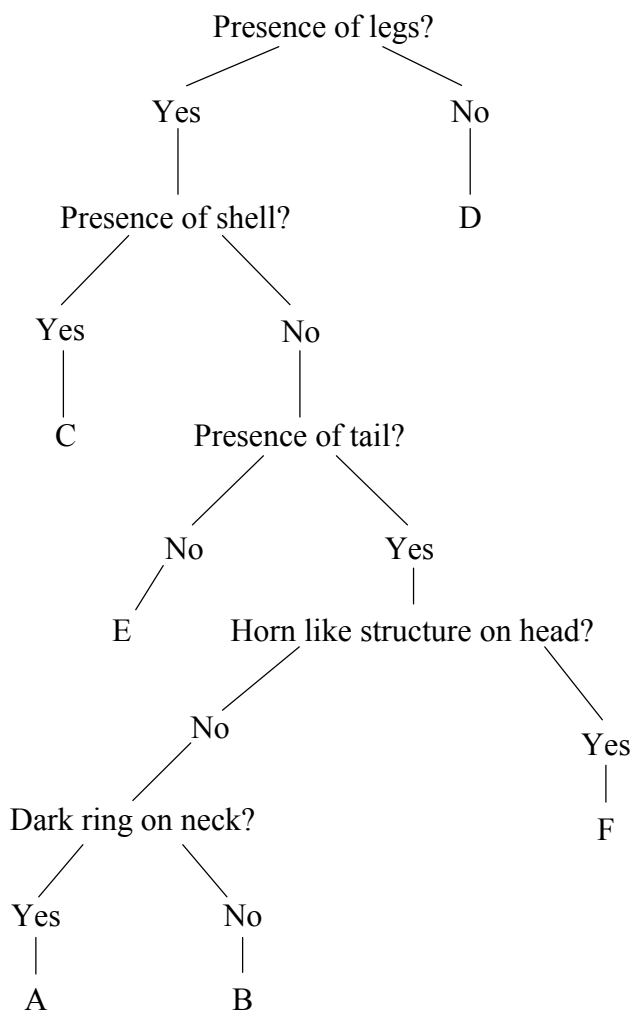 Presence of legs?
Yes
No
Presence of shell?
D
Yes
No
C
Presence of tail?
No
Yes
E
Horn like structure on head?
No
Yes
Dark ring on neck?
F
Yes
No
A
B